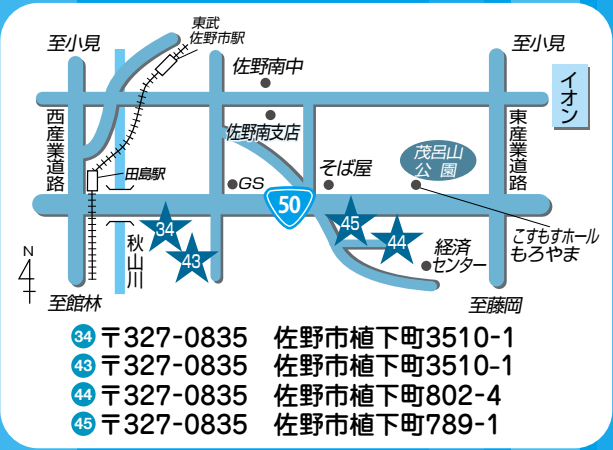 東武
佐野市駅
至小見
至小見
佐野南中
イオン
佐野南支店
西産業道路
東産業道路
田島駅
GS
そば屋
茂呂山
公園
50
34
43
45
44
秋山川
経済
センター
こすもすホール
もろやま
N
至館林
至藤岡
34 〒327-0835 佐野市植下町3510-1
43 〒327-0835 佐野市植下町3510-1
44 〒327-0835 佐野市植下町802-4
45 〒327-0835 佐野市植下町789-1